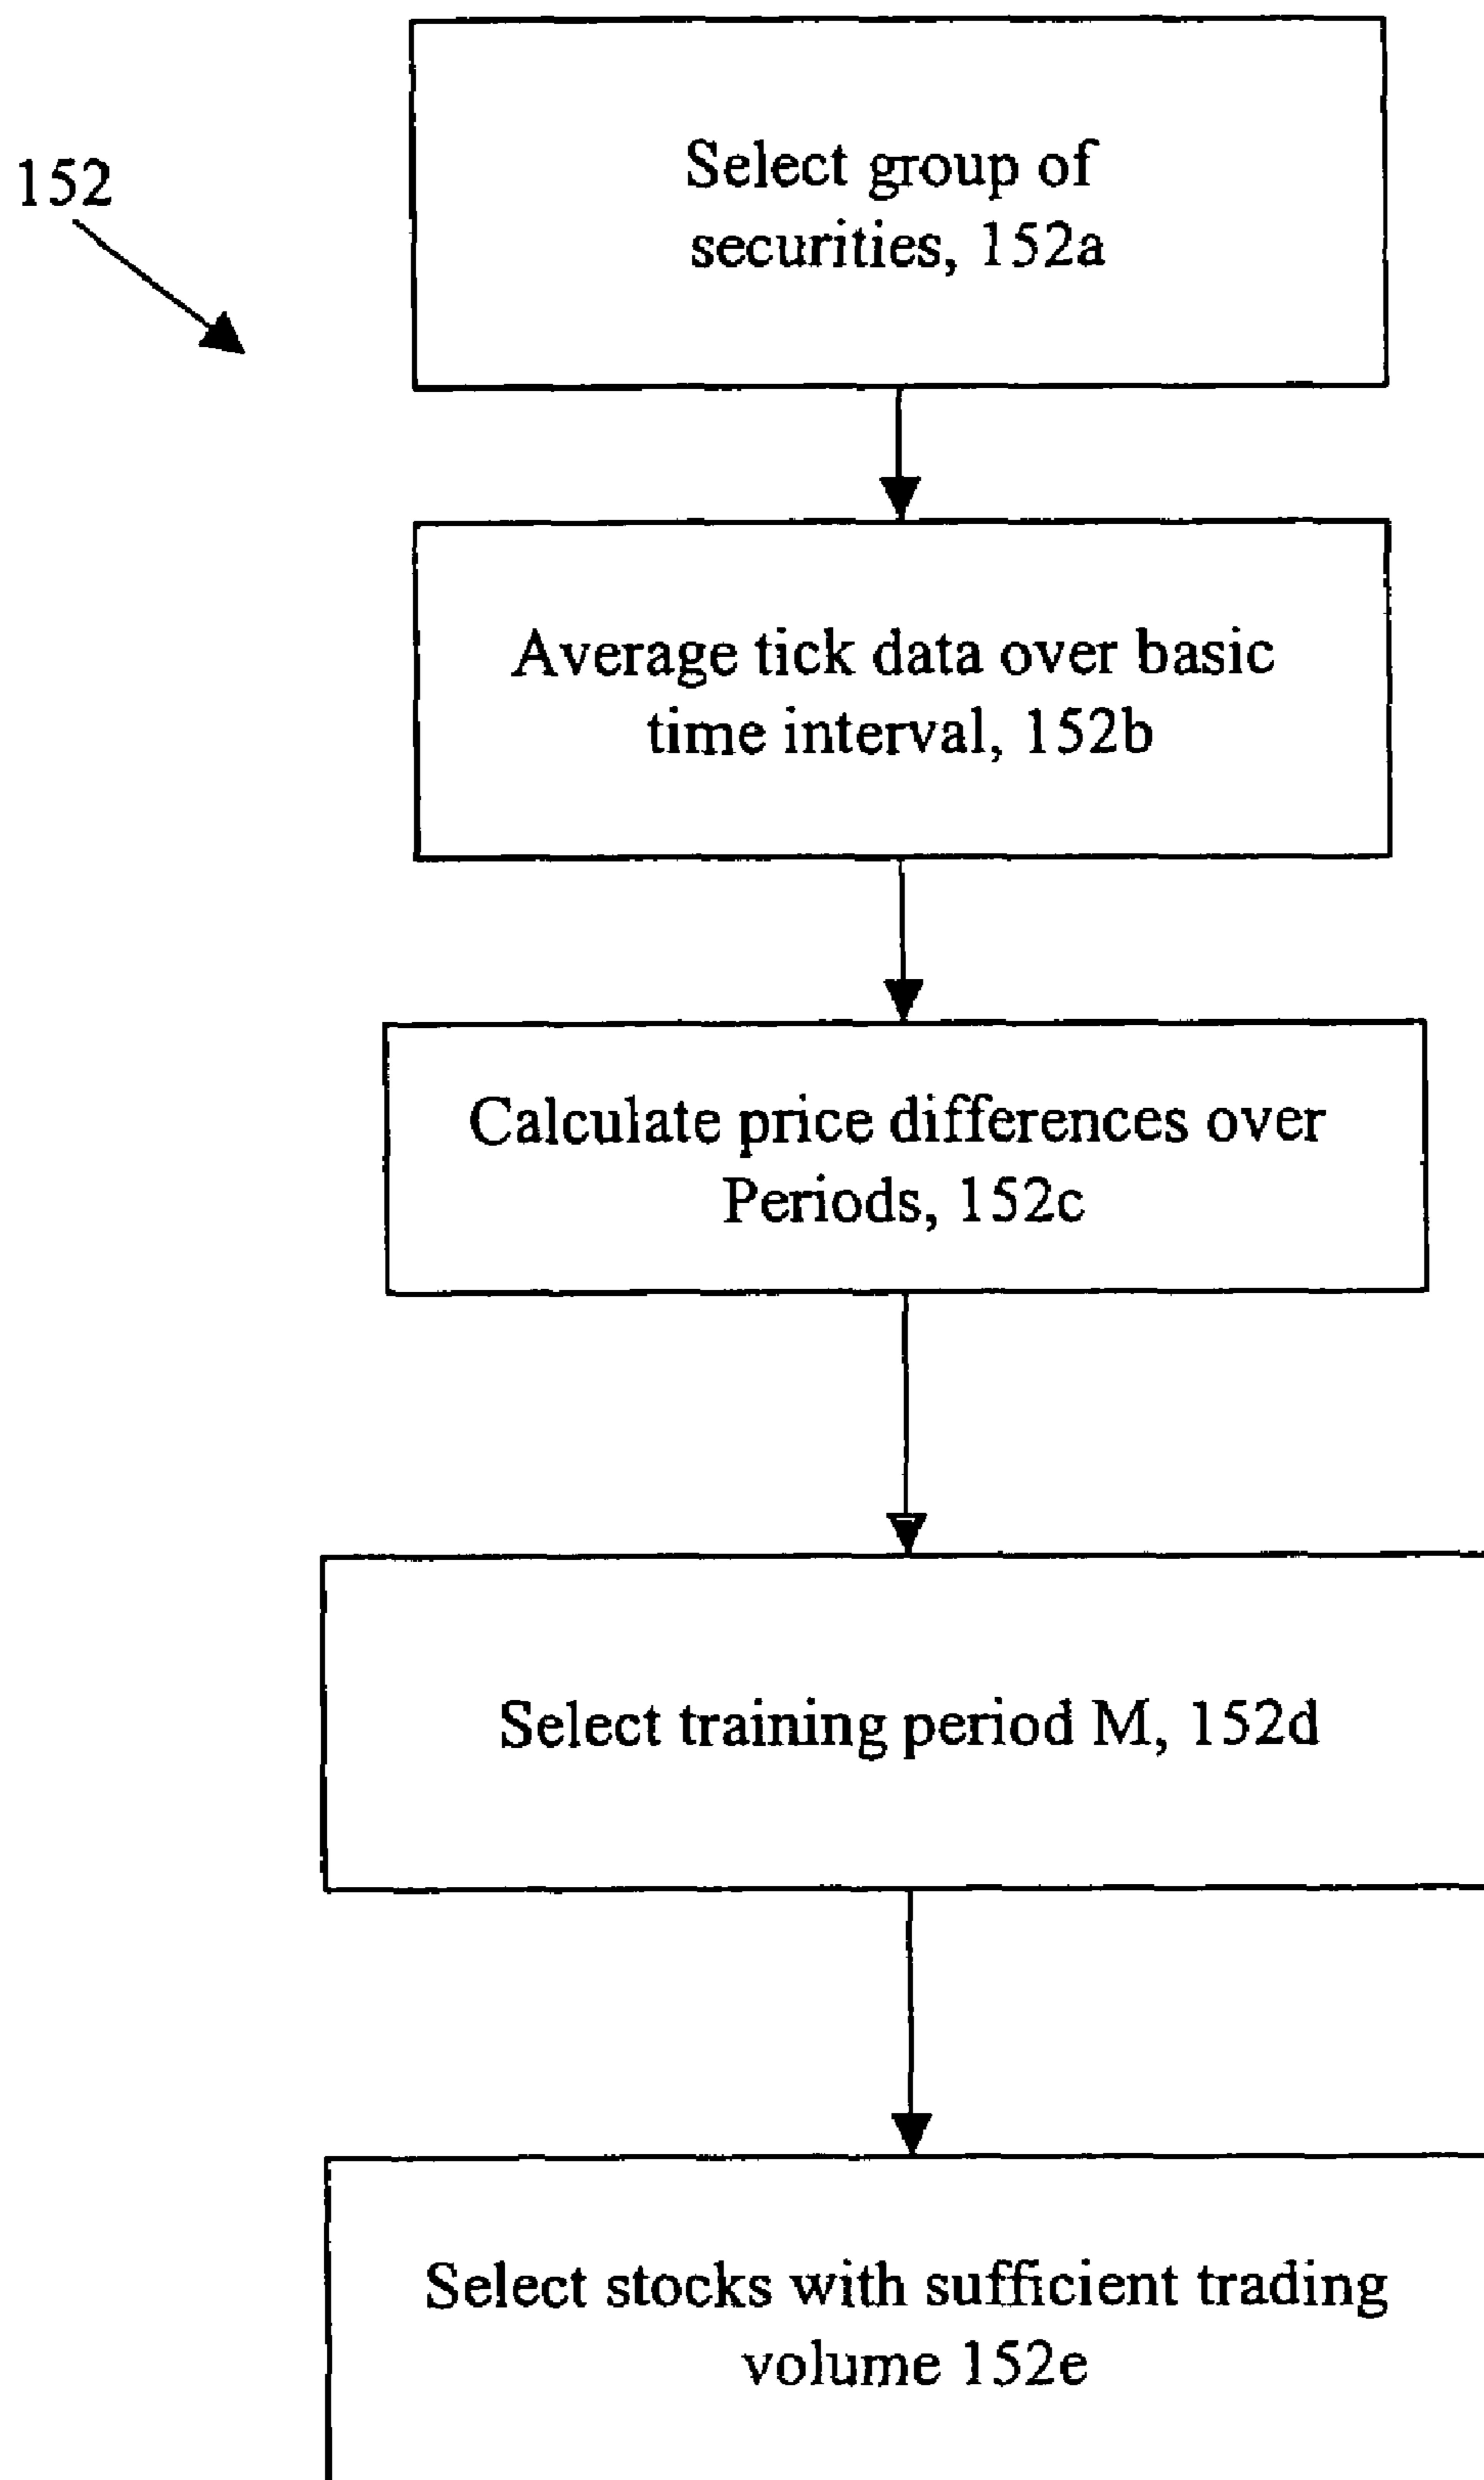 152
Select group of
securities, 152a
Average tick data over basic
time interval, 152b
Calculate price differences over
Periods, 152c
Select training period M, 152d
Select stocks with sufficient trading
volume 152e